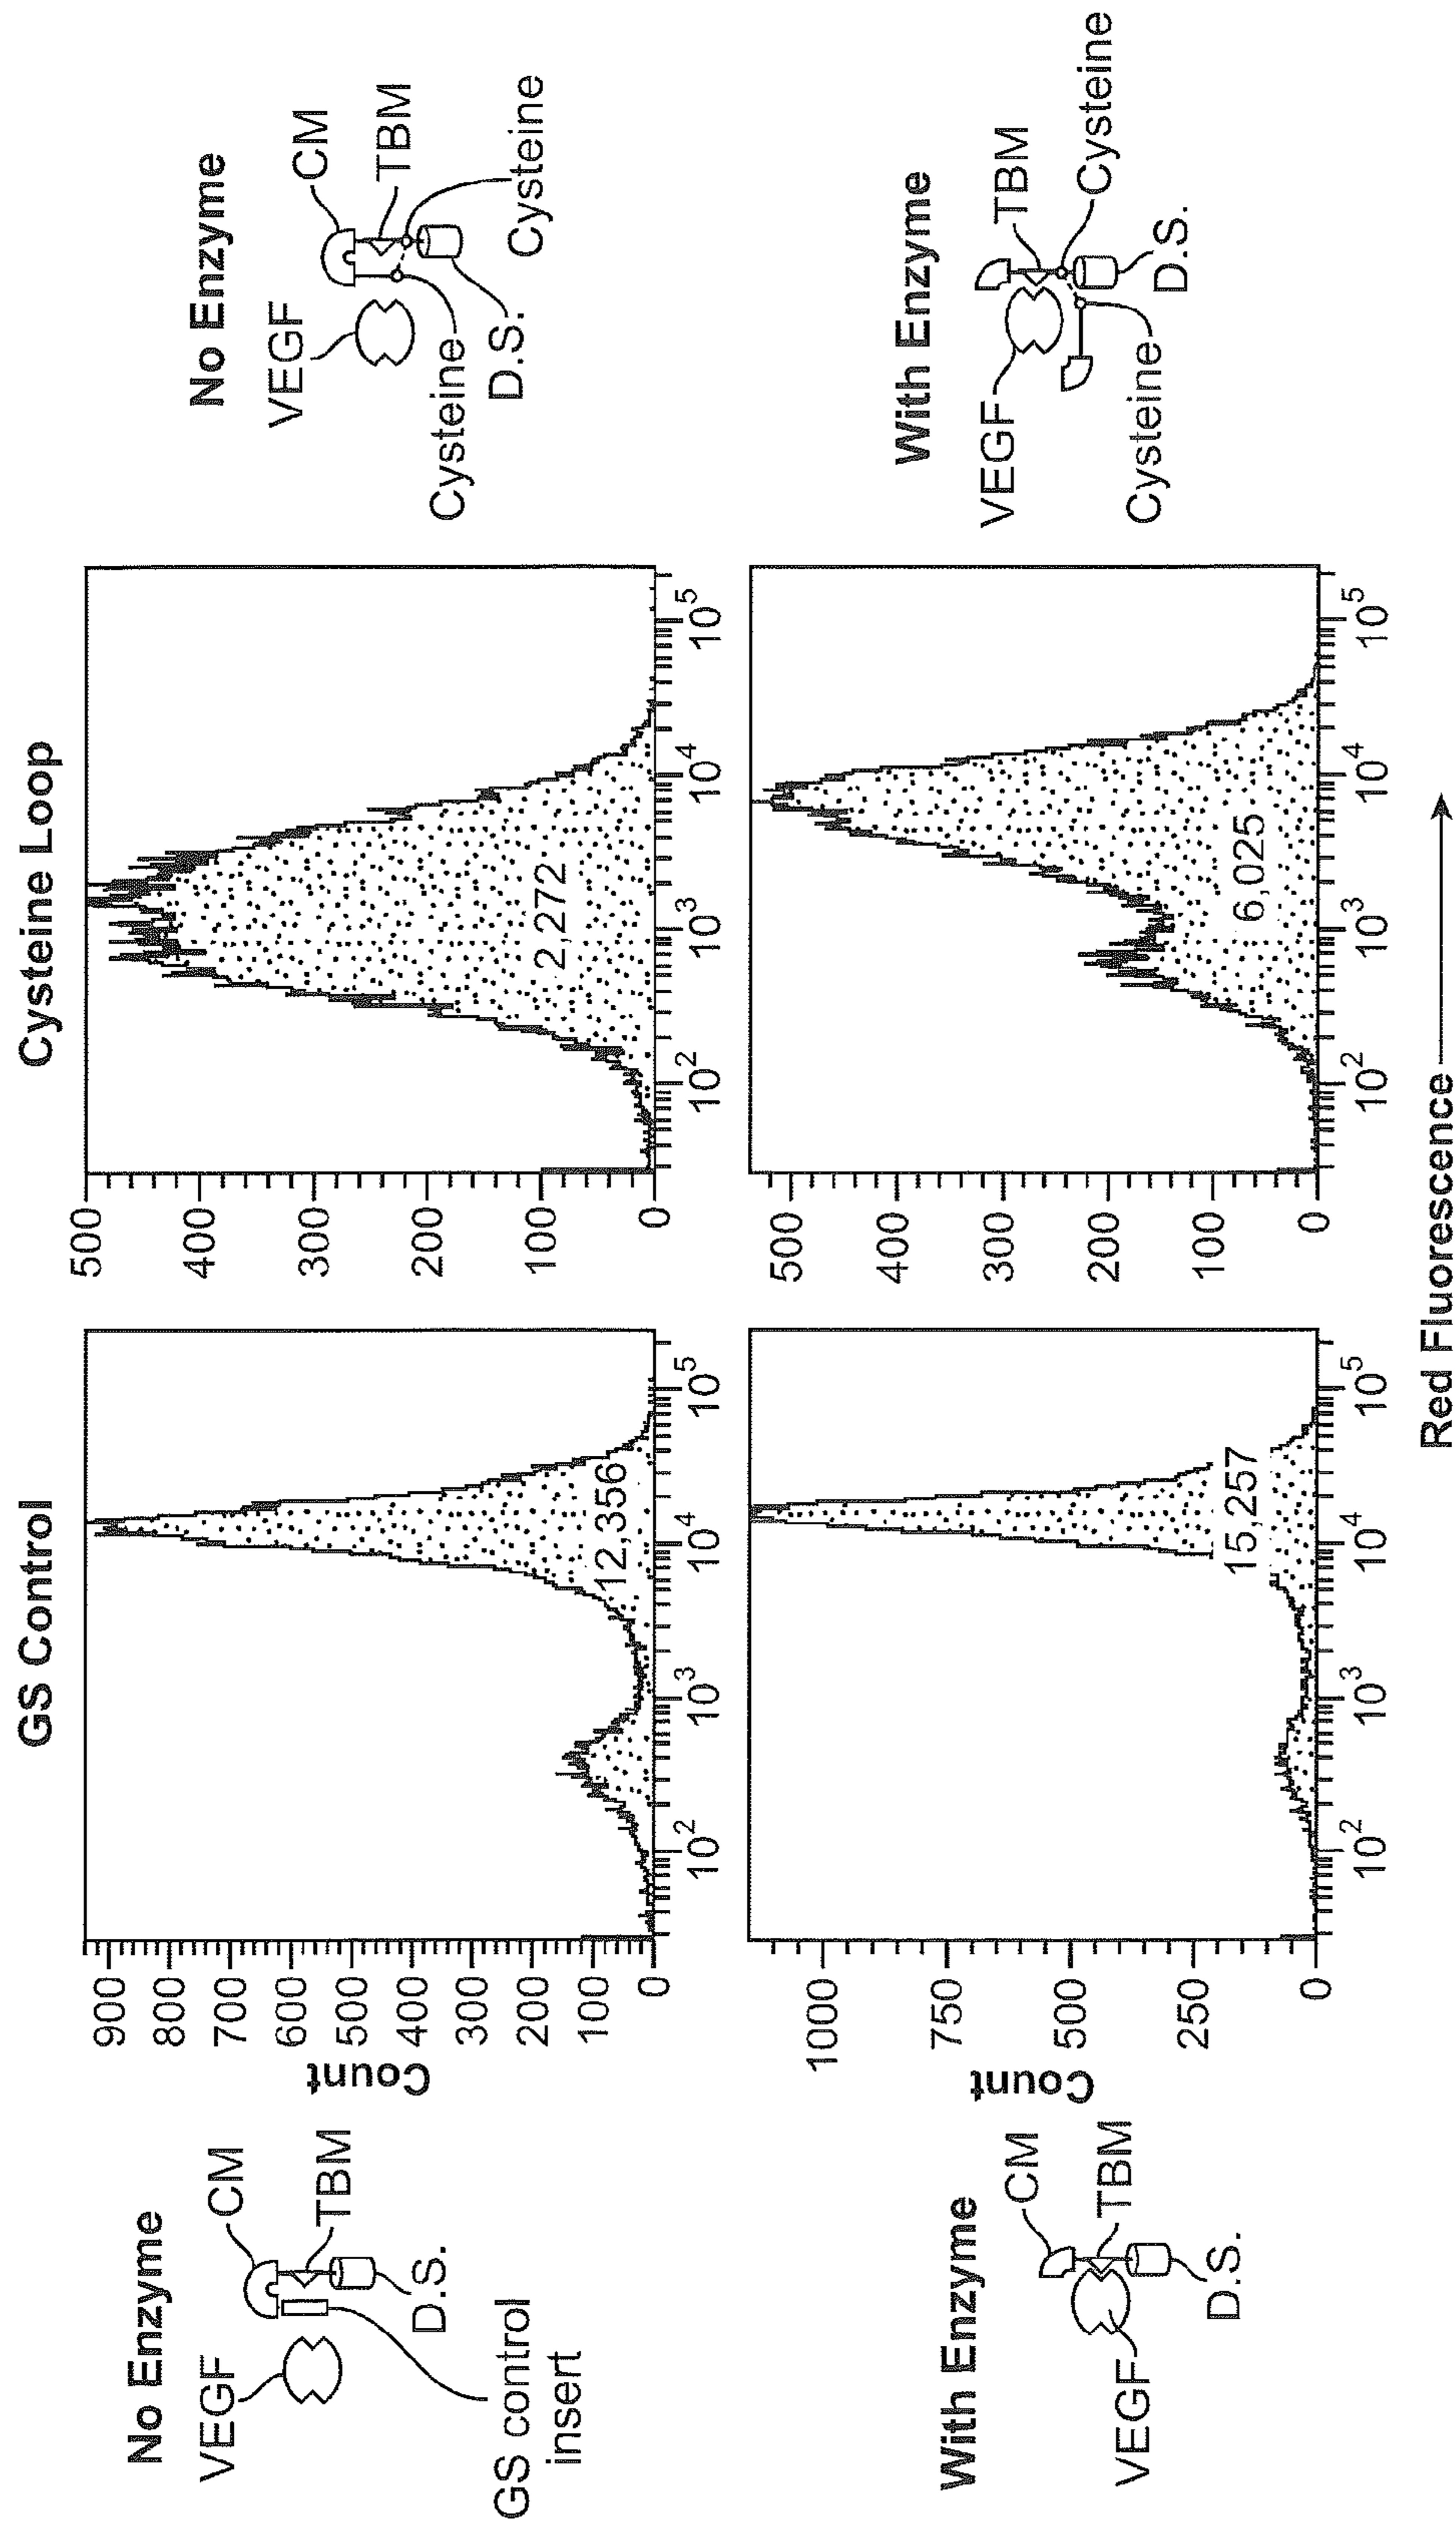 GS Control
Cysteine Loop
No Enzyme
VEGF
CM
TBM
D.S.
GS control
insert
Count
900
800
700
600
500
400
300
200
100
0
12,356
10²
10³
10⁴
10⁵
500
400
300
200
100
0
2,272
10²
10³
10⁴
10⁵
No Enzyme
VEGF
CM
TBM
Cysteine
D.S.
Cysteine
With Enzyme
VEGF
CM
TBM
D.S.
Count
1000
750
500
250
0
15,257
10²
10³
10⁴
10⁵
500
400
300
200
100
0
6,025
10²
10³
10⁴
10⁵
With Enzyme
VEGF
TBM
Cysteine
D.S.
Cysteine
Red Fluorescence